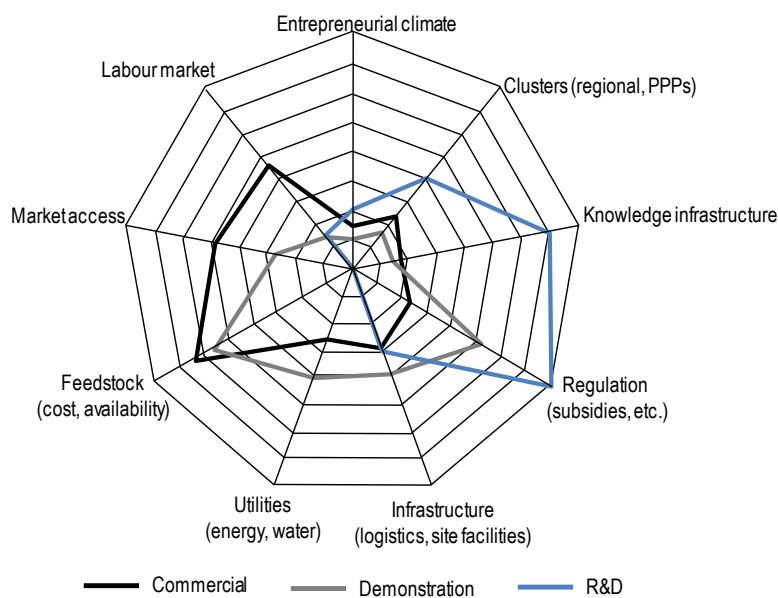 Entrepreneurial climate
Labour market
Clusters (regional, PPPs)
Market access
Knowledge infrastructure
Feedstock
(cost, availability)
Regulation
(subsidies, etc.)
Utilities
(energy, water)
Infrastructure
(logistics, site facilities)
Commercial
Demonstration
R&D